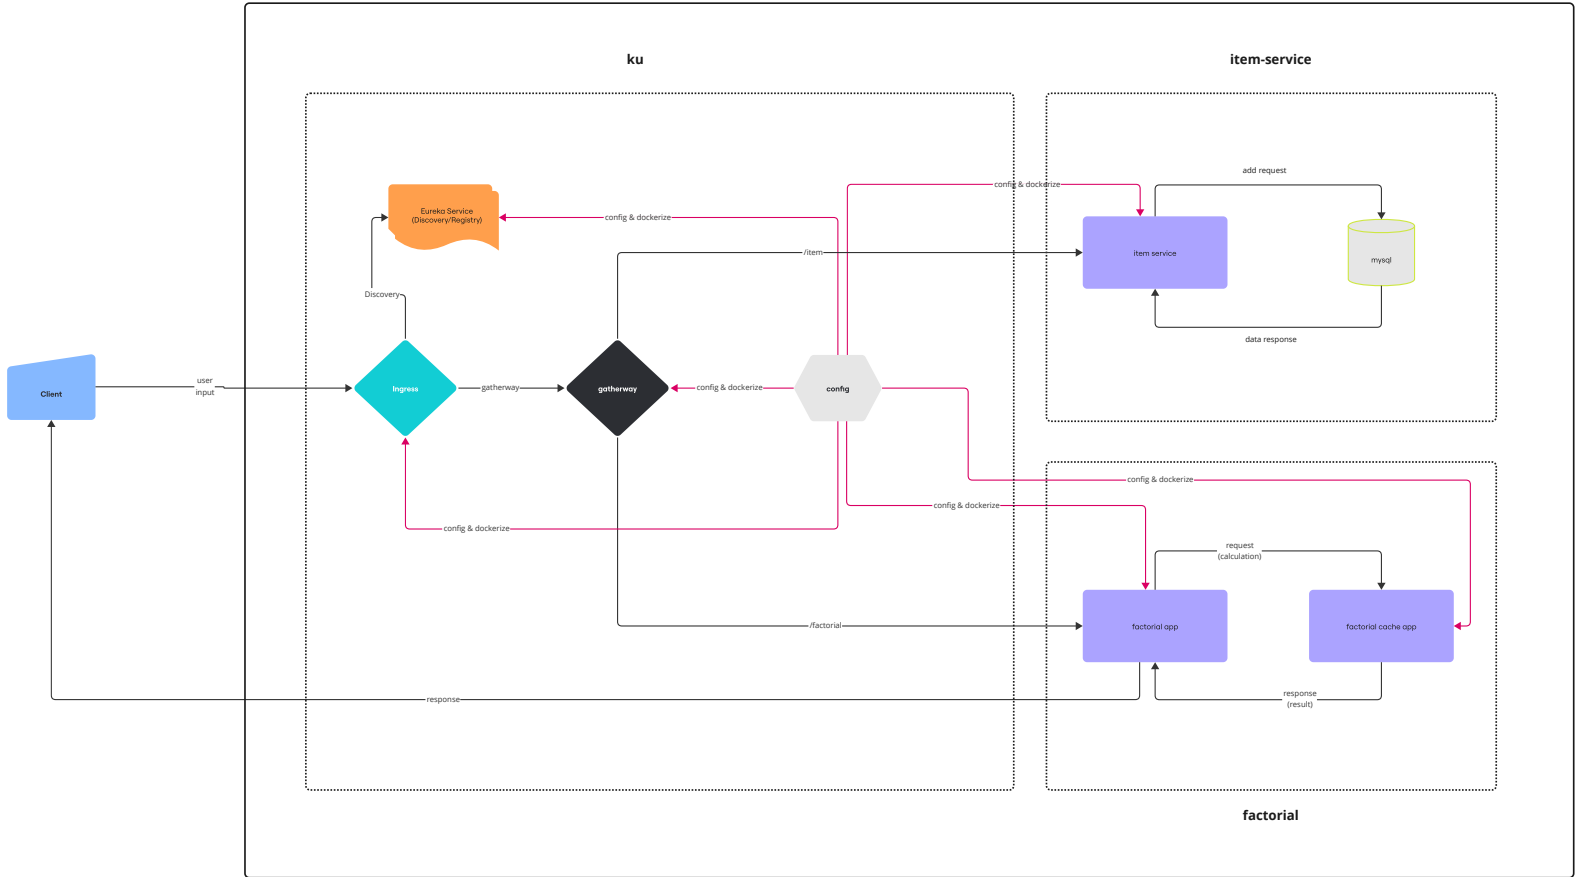 ku
item-service
add request
config & dockerize
Eureka Service
(Discovery/Registry)
config & dockerize
/item
item service
mysql
Discovery
data response
user
input
Client
Ingress
gatherway
gatherway
config & dockerize
config
config & dockerize
config & dockerize
config & dockerize
request
(calculation)
/factorial
factorial app
factorial cache app
response
response
(result)
factorial